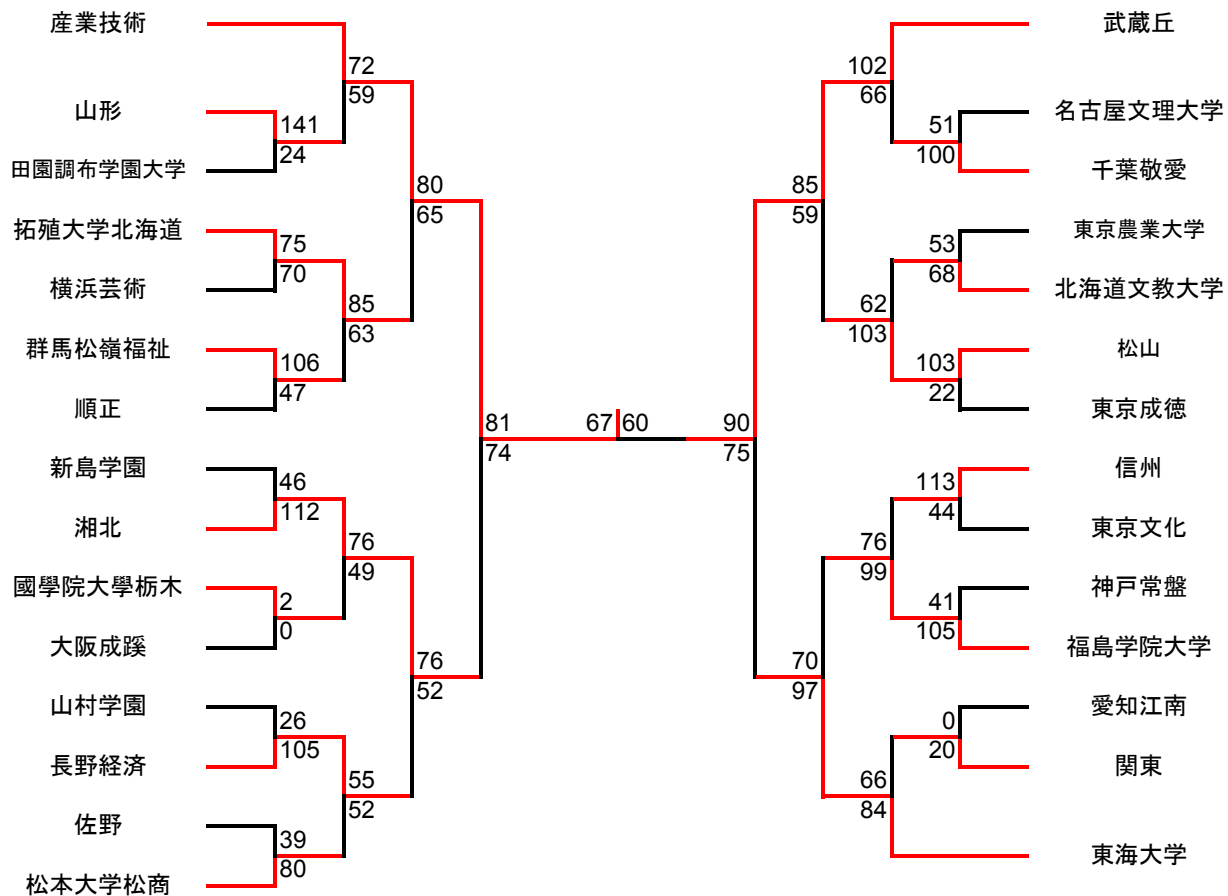 産業技術
72
59
山形
141
24
田園調布学園大学
80
65
拓殖大学北海道
75
70
横浜芸術
85
63
群馬松嶺福祉
106
47
順正
81
74
新島学園
46
112
湘北
76
49
國學院大學栃木
2
0
大阪成蹊
76
52
山村学園
26
105
長野経済
55
52
佐野
39
80
松本大学松商
67 60
武蔵丘
102
66
名古屋文理大学
51
100
千葉敬愛
85
59
東京農業大学
53
68
北海道文教大学
62
103
松山
103
22
東京成徳
90
75
信州
113
44
東京文化
76
99
神戸常盤
41
105
福島学院大学
70
97
愛知江南
0
20
関東
66
84
東海大学